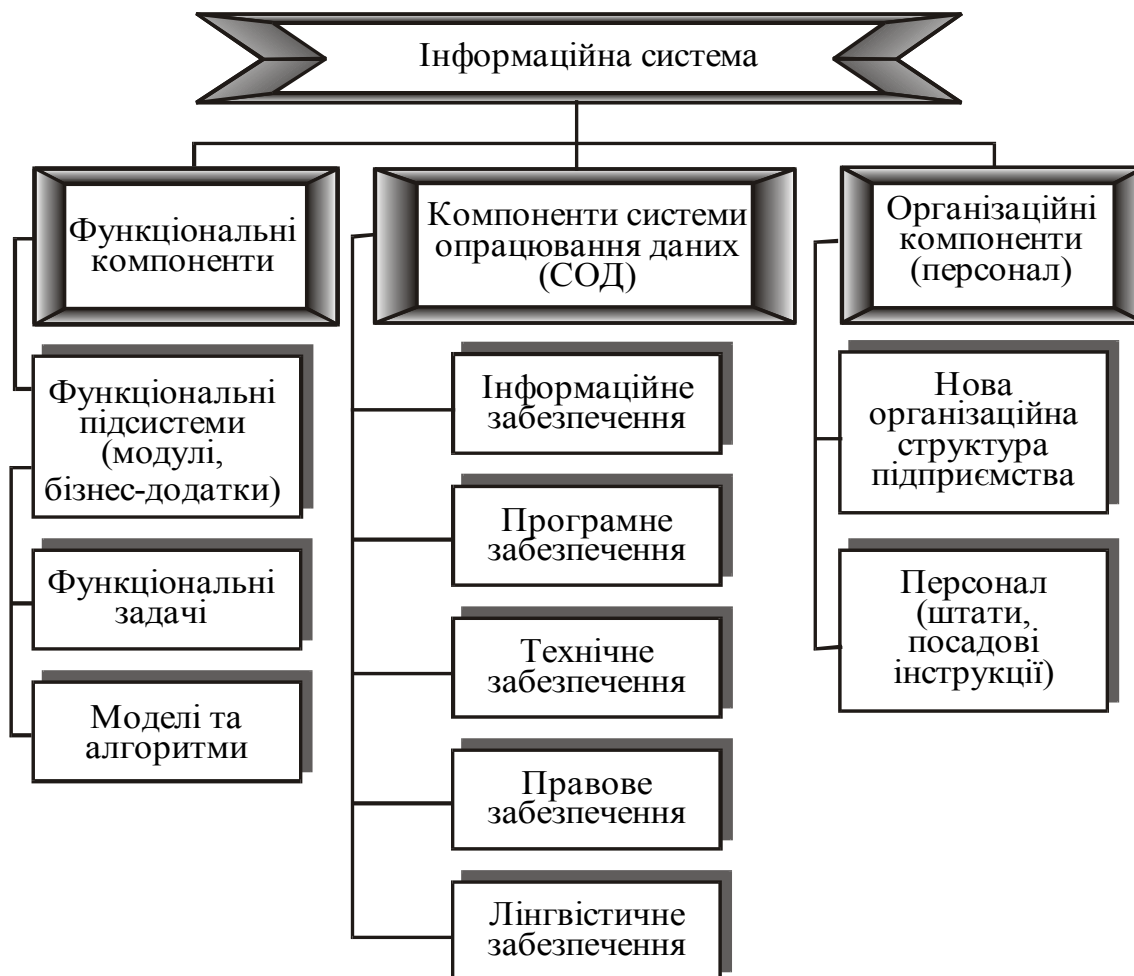 Інформаційна система
Функціональні
компоненти
Компоненти системи
опрацювання даних
(СОД)
Організаційні
компоненти
(персонал)
Функціональні
підсистеми
(модулі,
бізнес-додатки)
Функціональні
задачі
Моделі та
алгоритми
Інформаційне
забезпечення
Програмне
забезпечення
Технічне
забезпечення
Правове
забезпечення
Лінгвістичне
забезпечення
Нова
організаційна
структура
підприємства
Персонал
(штати,
посадові
інструкції)